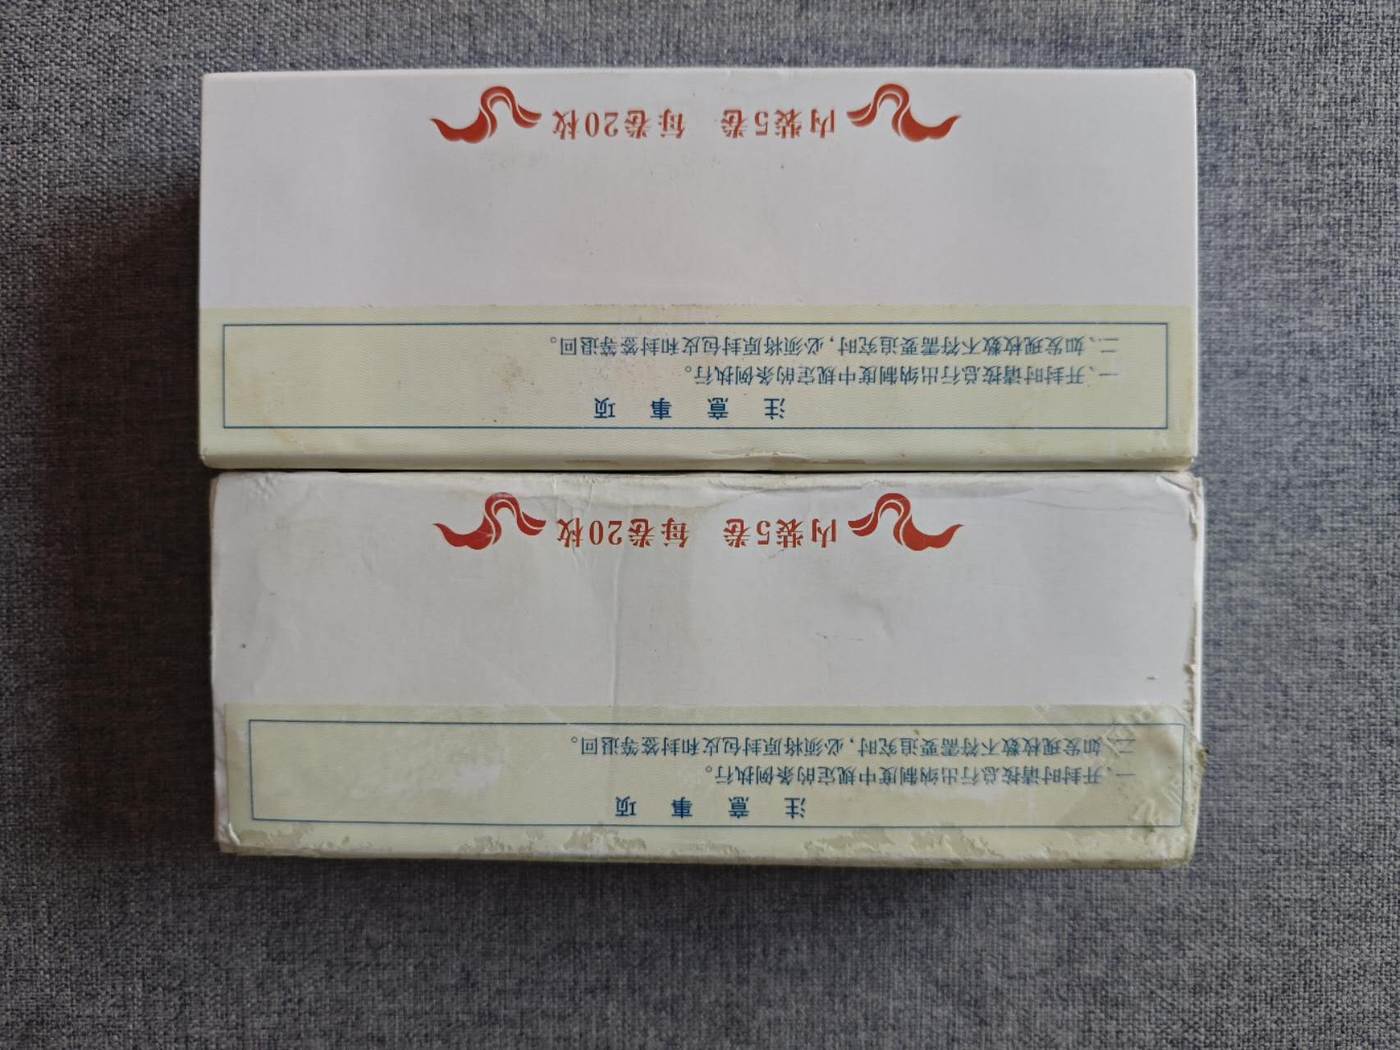 注意事项
一、开封时请按总行出纳制度中规定的条例执行。
二、如发现枚数不符需要追究时，必须将原封包皮和封签等退回。
内装5卷 每卷20枚
注意事项
一、开封时请按总行出纳制度中规定的条例执行。
二、如发现枚数不符需要追究时，必须将原封包皮和封签等退回。
内装5卷 每卷20枚